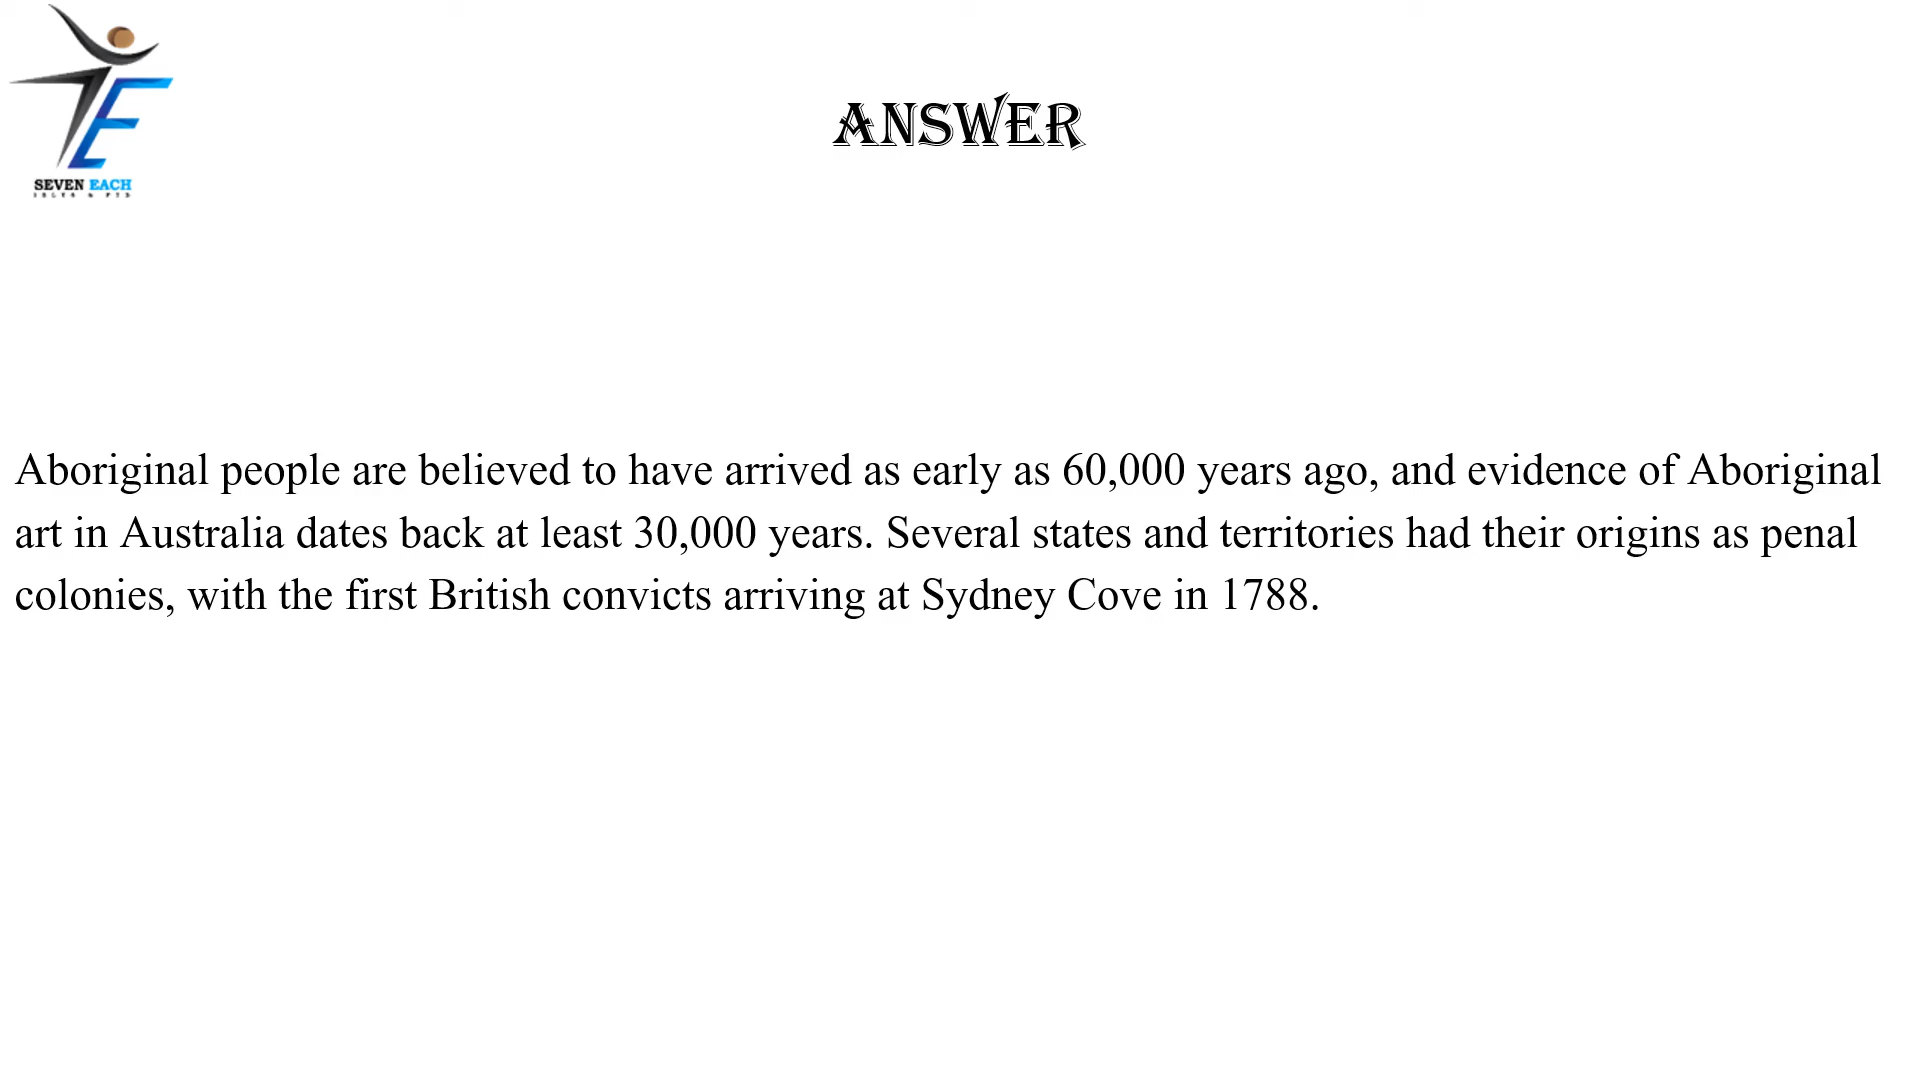 SEVEN EACH
IELTS & PTE
ANSWER
Aboriginal people are believed to have arrived as early as 60,000 years ago, and evidence of Aboriginal
art in Australia dates back at least 30,000 years. Several states and territories had their origins as penal
colonies, with the first British convicts arriving at Sydney Cove in 1788.